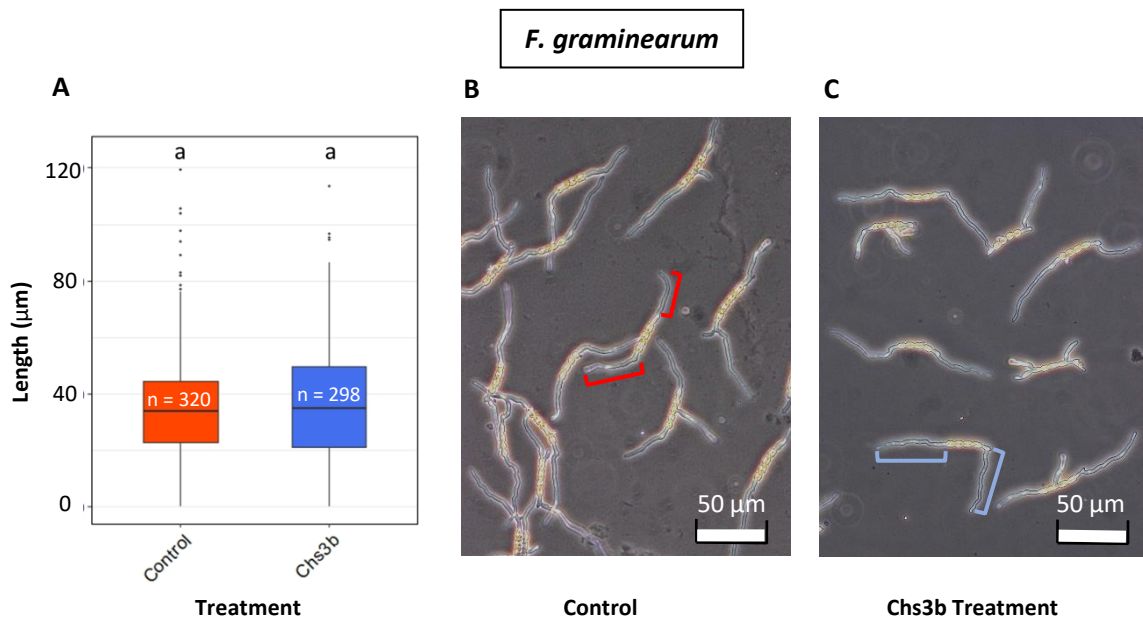 F. graminearum
A
B
C
a a
120
80
40
0
Length (µm)
n = 320
n = 298
Control
Chs3b
Treatment
50 µm
Control
50 µm
Chs3b Treatment